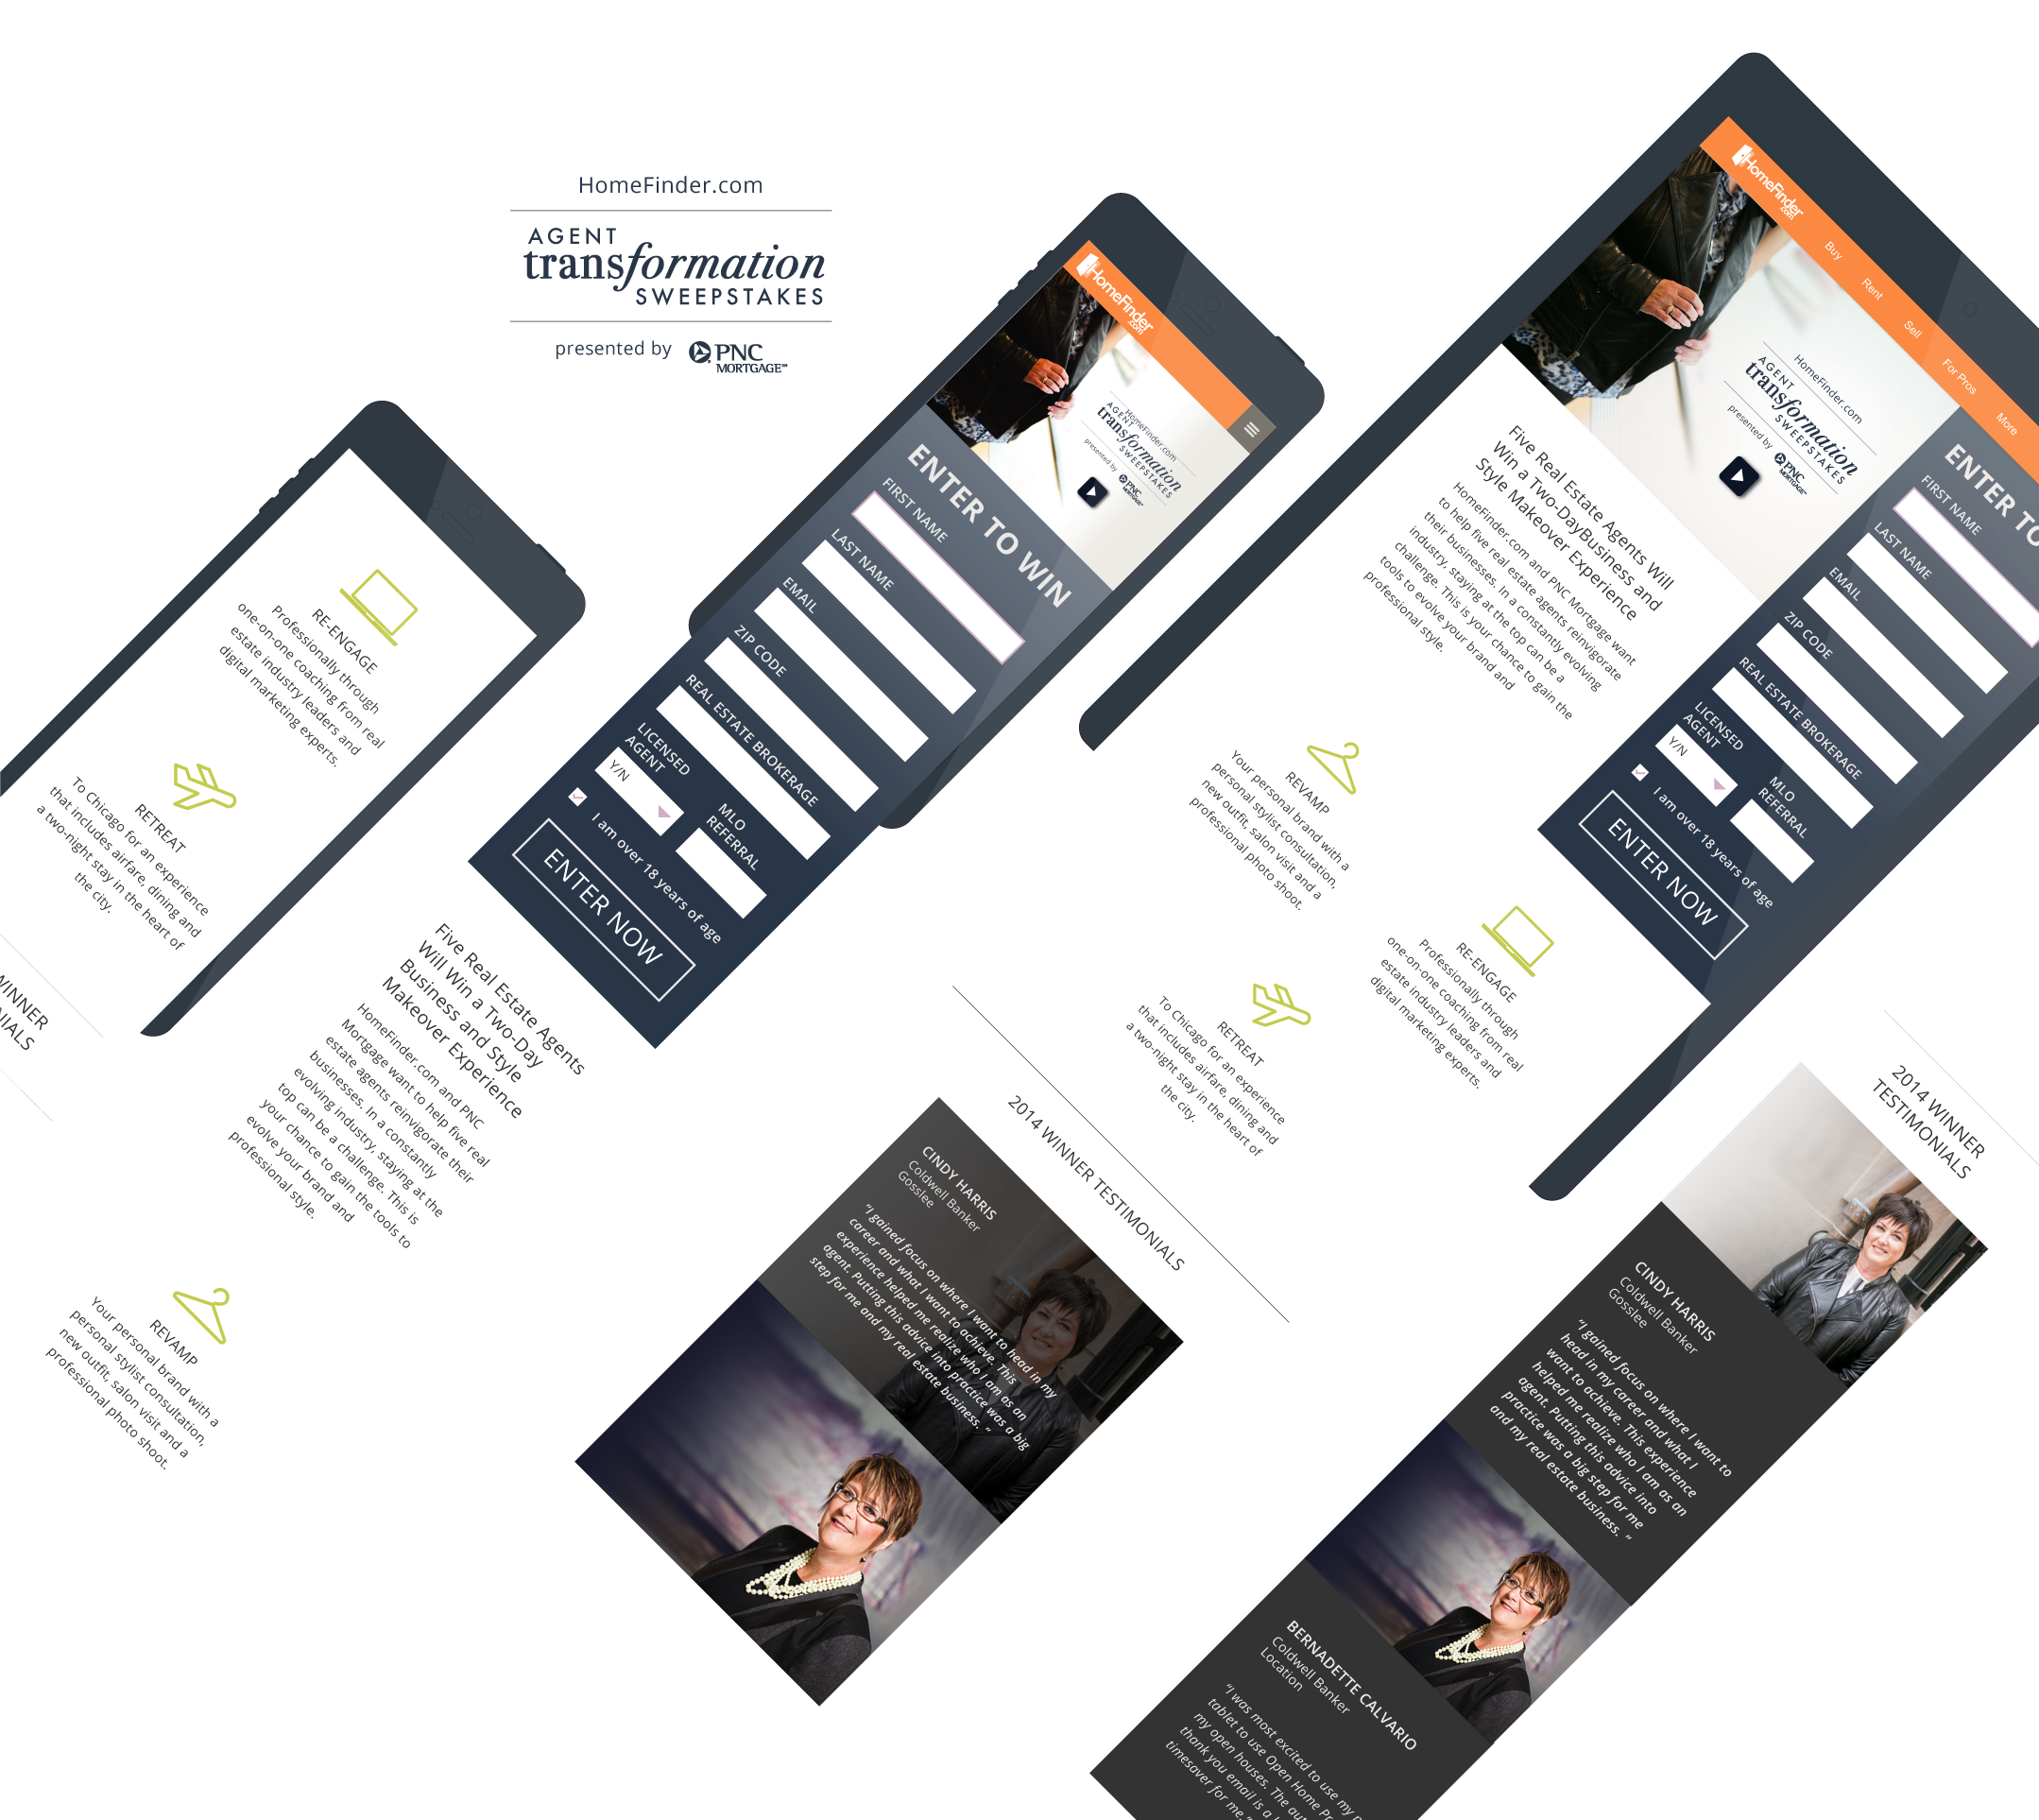 HomeFinder.com
AGENT
transformation
SWEEPSTAKES
presented by PNC
MORTGAGE℠
RE-ENGAGE
Professionally through
one-on-one coaching from real
estate industry leaders and
digital marketing experts.
RETREAT
To Chicago for an experience
that includes airfare, dining and
a two-night stay in the heart of
the city.
HomeFinder
.com
HomeFinder.com
AGENT
transformation
SWEEPSTAKES
presented by PNC
MORTGAGE℠
ENTER TO WIN
FIRST NAME
LAST NAME
EMAIL
ZIP CODE
REAL ESTATE BROKERAGE
LICENSED
AGENT
Y/N
MLO
REFERRAL
I am over 18 years of age
ENTER NOW
Five Real Estate Agents
Will Win a Two-Day
Business and Style
Makeover Experience
HomeFinder.com and PNC
Mortgage want to help five real
estate agents reinvigorate their
businesses. In a constantly
evolving industry, staying at the
top can be a challenge. This is
your chance to gain the tools to
evolve your brand and
professional style.
REVAMP
Your personal brand with a
personal stylist consultation,
new outfit, salon visit and a
professional photo shoot.
2014 WINNER TESTIMONIALS
CINDY HARRIS
Coldwell Banker
Gosslee
"I gained focus on where I want to head in my
career and what I want to achieve. This
experience helped me realize who I am as an
agent. Putting this advice into practice was a big
step for me and my real estate business. "
HomeFinder
.com
Buy
Rent
Sell
For Pros
More
HomeFinder.com
AGENT
transformation
SWEEPSTAKES
presented by PNC
MORTGAGE℠
Five Real Estate Agents Will
Win a Two-DayBusiness and
Style Makeover Experience
HomeFinder.com and PNC Mortgage want
to help five real estate agents reinvigorate
their businesses. In a constantly evolving
industry, staying at the top can be a
challenge. This is your chance to gain the
tools to evolve your brand and
professional style.
ENTER TO
FIRST NAME
LAST NAME
EMAIL
ZIP CODE
REAL ESTATE BROKERAGE
LICENSED
AGENT
Y/N
MLO
REFERRAL
I am over 18 years of age
ENTER NOW
REVAMP
Your personal brand with a
personal stylist consultation,
new outfit, salon visit and a
professional photo shoot.
RE-ENGAGE
Professionally through
one-on-one coaching from real
estate industry leaders and
digital marketing experts.
RETREAT
To Chicago for an experience
that includes airfare, dining and
a two-night stay in the heart of
the city.
2014 WINNER
TESTIMONIALS
CINDY HARRIS
Coldwell Banker
Gosslee
"I gained focus on where I want to
head in my career and what I
want to achieve. This experience
helped me realize who I am as an
agent. Putting this advice into
practice was a big step for me
and my real estate business. "
BERNADETTE CALVARIO
Coldwell Banker
Location
"I was most excited to use my
tablet to use Open Home
my open houses. The
thank you email is a
timesaver for me."
WINNER